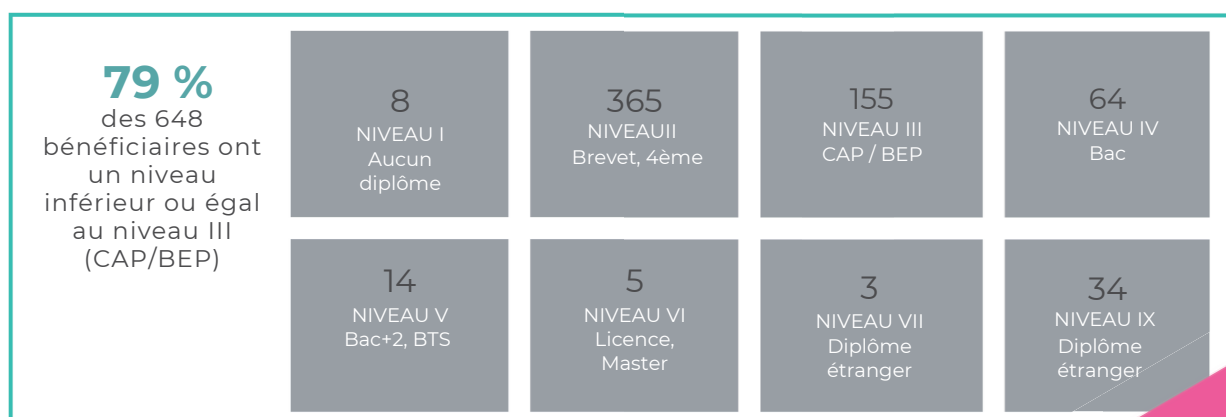 79 %
des 648
bénéficiaires ont
un niveau
inférieur ou égal
au niveau III
(CAP/BEP)
8
NIVEAU I
Aucun
diplôme
365
NIVEAUII
Brevet, 4ème
155
NIVEAU III
CAP / BEP
64
NIVEAU IV
Bac
14
NIVEAU V
Bac+2, BTS
5
NIVEAU VI
Licence,
Master
3
NIVEAU VII
Diplôme
étranger
34
NIVEAU IX
Diplôme
étranger